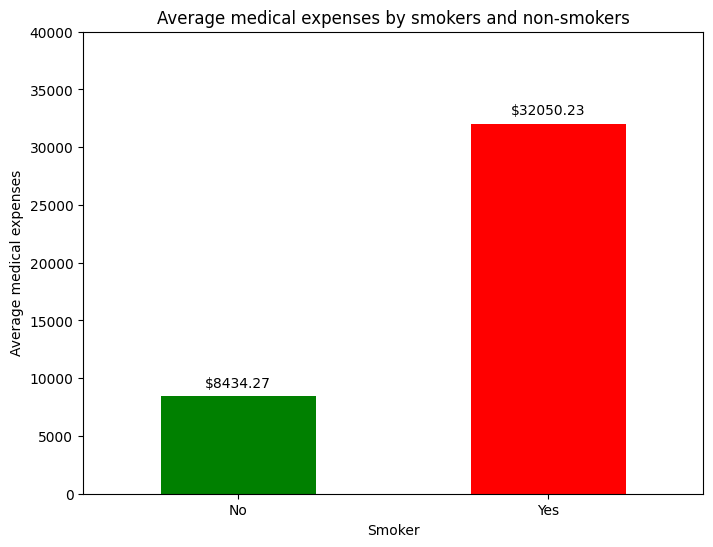 Average medical expenses by smokers and non-smokers
40000
35000
30000
25000
20000
15000
10000
5000
0
Average medical expenses
$8434.27
$32050.23
No
Yes
Smoker